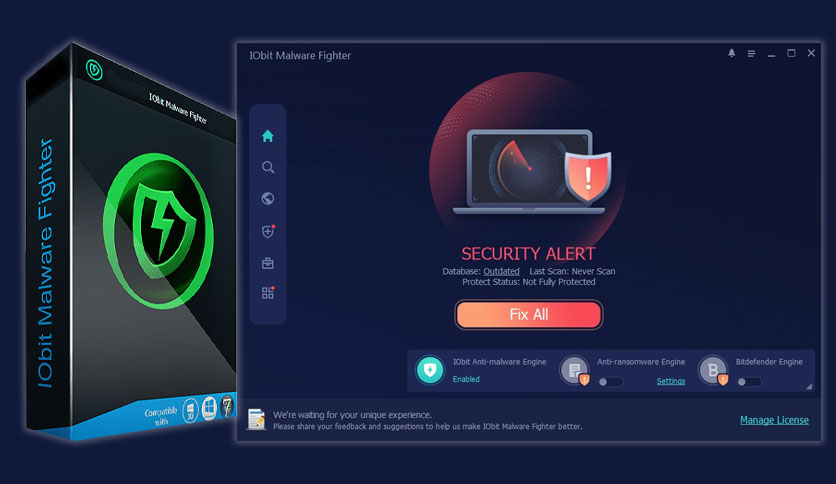 IObit Malware Fighter
IObit Malware Fighter
Compatible
with
10
IObit Malware Fighter
SECURITY ALERT
Database: Outdated Last Scan: Never Scan
Protect Status: Not Fully Protected
Fix All
IObit Anti-malware Engine
Enabled
Anti-ransomware Engine
Settings
B
Bitdefender Engine
We're waiting for your unique experience.
Please share your feedback and suggestions to help us make IObit Malware Fighter better.
Manage License